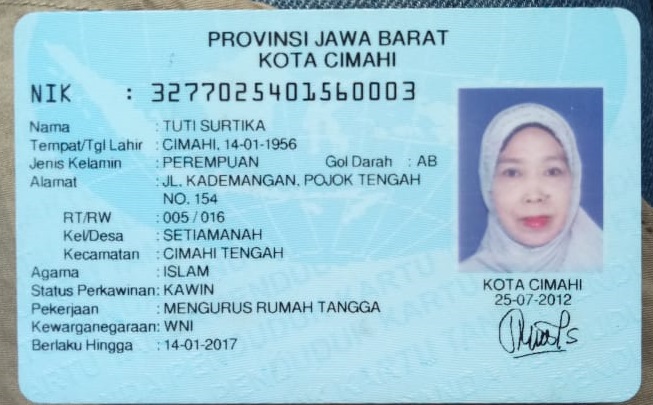 PROVINSI JAWA BARAT
KOTA CIMAHI
NIK : 3277025401560003
Nama : TUTI SURTIKA
Tempat/Tgl Lahir : CIMAHI, 14-01-1956
Jenis Kelamin : PEREMPUAN Gol Darah : AB
Alamat : JL. KADEMANGAN, POJOK TENGAH
NO. 154
RT/RW : 005 / 016
Kel/Desa : SETIAMANAH
Kecamatan : CIMAHI TENGAH
Agama : ISLAM
Status Perkawinan: KAWIN
Pekerjaan : MENGURUS RUMAH TANGGA
Kewarganegaraan: WNI
Berlaku Hingga : 14-01-2017
KOTA CIMAHI
25-07-2012